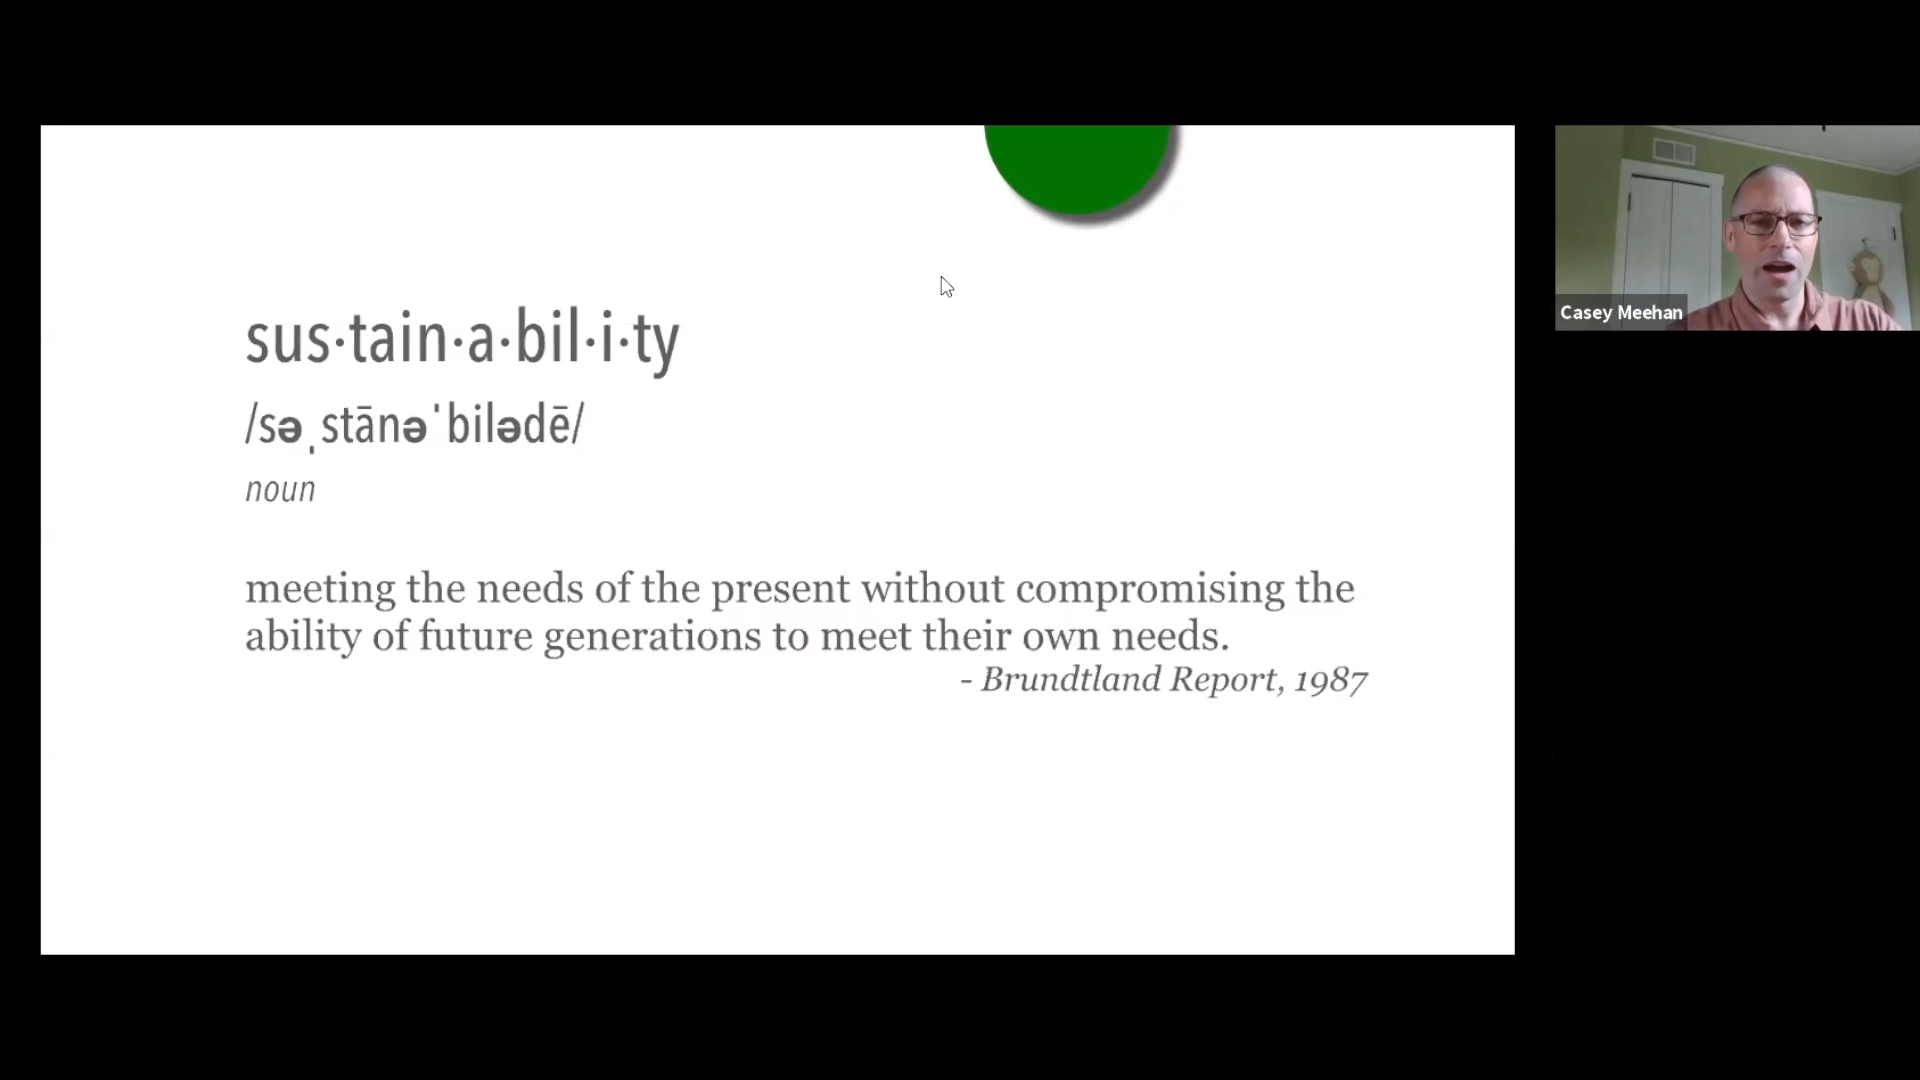 sus·tain·a·bil·i·ty
/səˌstānəˈbilədē/
noun
meeting the needs of the present without compromising the
ability of future generations to meet their own needs.
- Brundtland Report, 1987
Casey Meehan